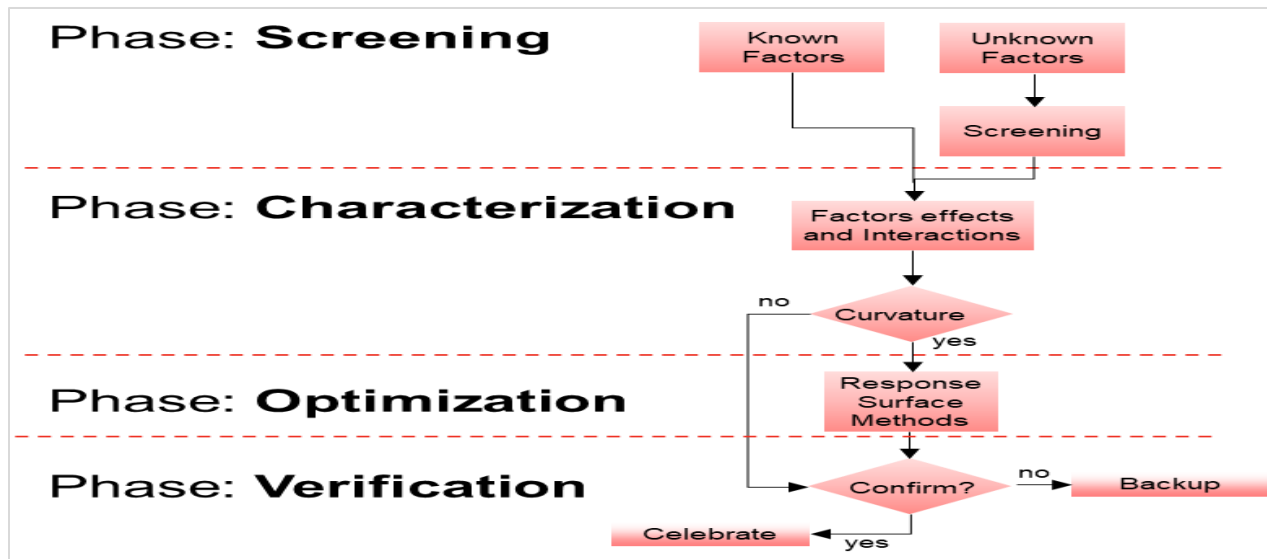 Phase: Screening
Known
Factors
Unknown
Factors
Screening
Phase: Characterization
Factors effects
and Interactions
no
Curvature
yes
Phase: Optimization
Response
Surface
Methods
Phase: Verification
Confirm?
no
Backup
Celebrate
yes